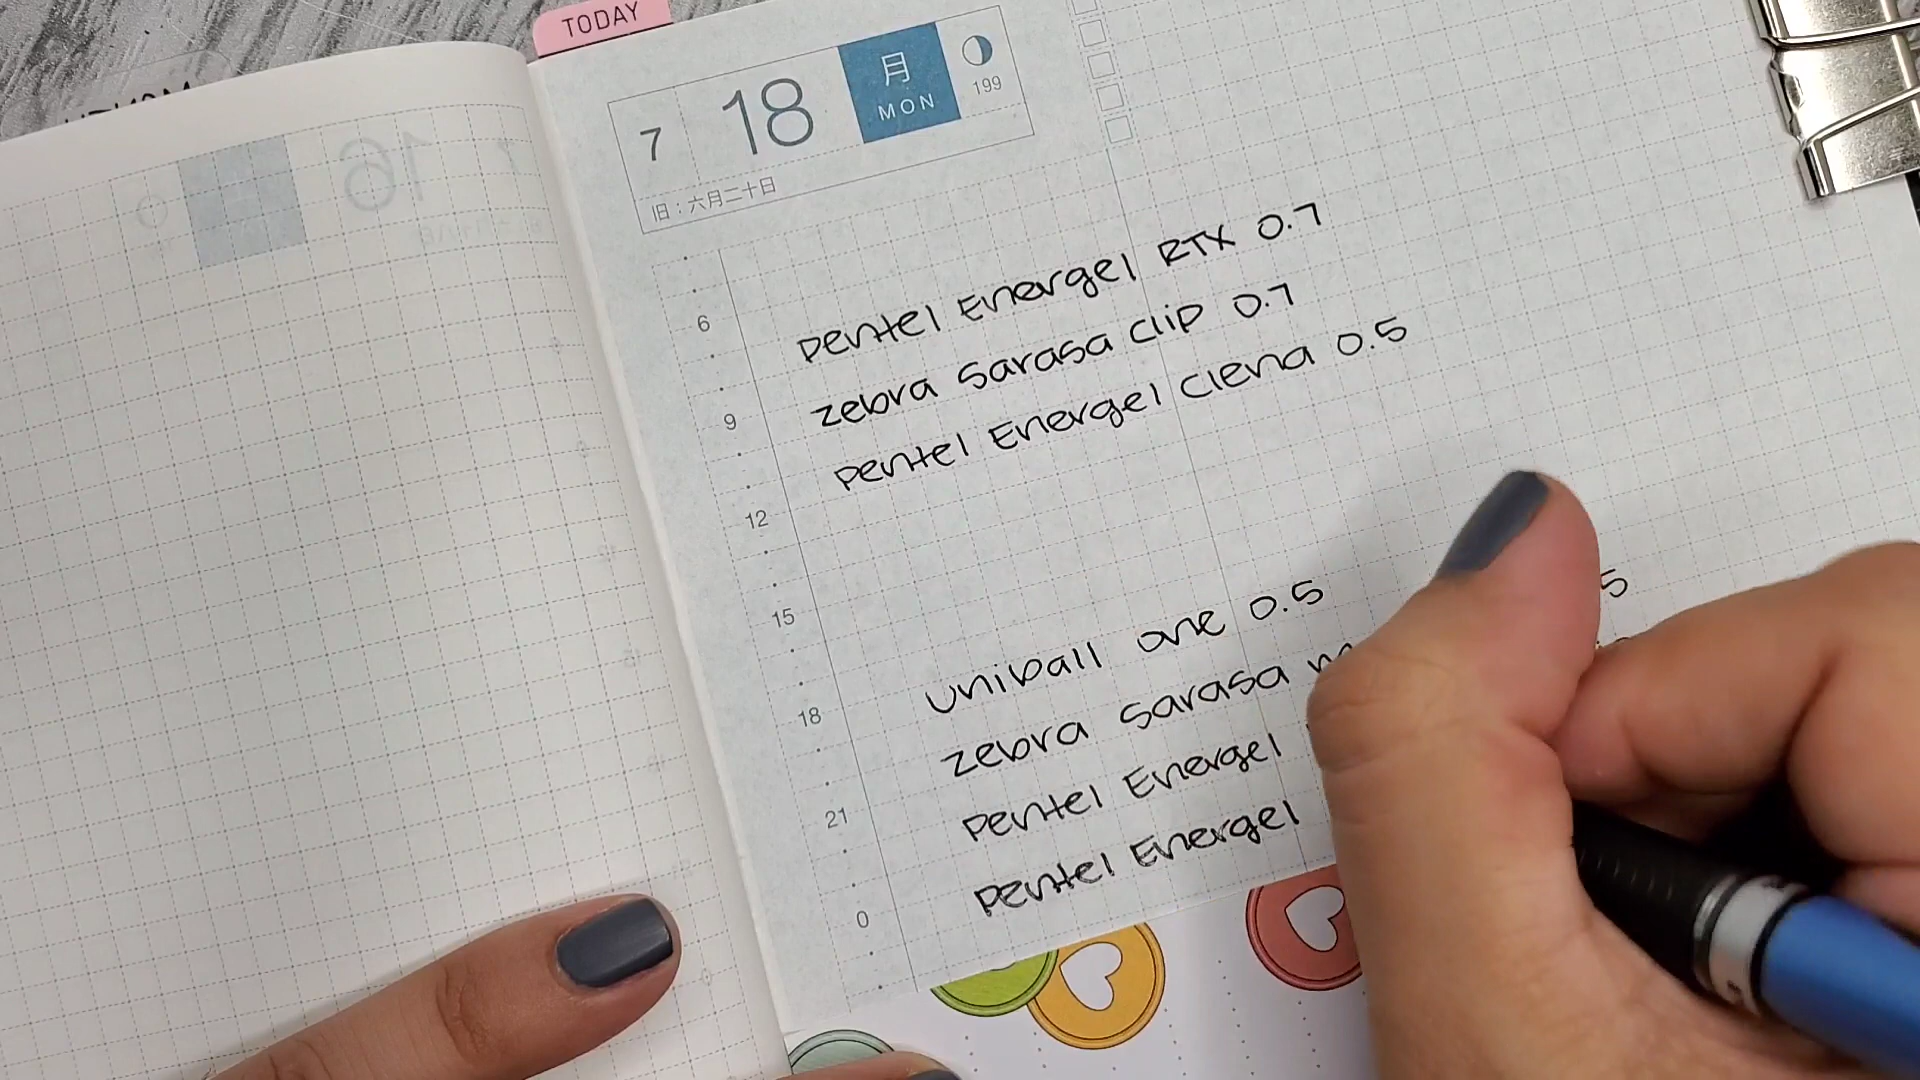 TODAY
7 18 月 MON 199
旧:六月二十日
16
6
9
12
15
18
21
0
Pentel Energel RTX 0.7
zebra sarasa clip 0.7
Pentel Energel Clena 0.5
uniball one 0.5 5
zebra sarasa
Pentel Energel
Pentel Energel